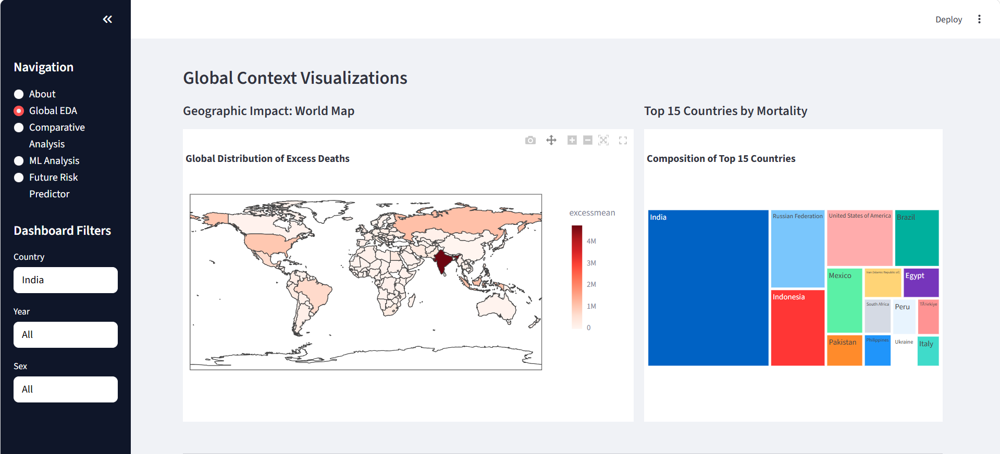 Deploy
Navigation
About
Global EDA
Comparative
Analysis
ML Analysis
Future Risk
Predictor
Dashboard Filters
Country
India
Year
All
Sex
All
Global Context Visualizations
Geographic Impact: World Map
Global Distribution of Excess Deaths
excessmean
4M
3M
2M
1M
0
Top 15 Countries by Mortality
Composition of Top 15 Countries
India
Russian Federation
United States of America
Brazil
Indonesia
Mexico
Iran (Islamic Republic of)
Egypt
South Africa
Peru
TÃ¼rkiye
Pakistan
Philippines
Ukraine
Italy